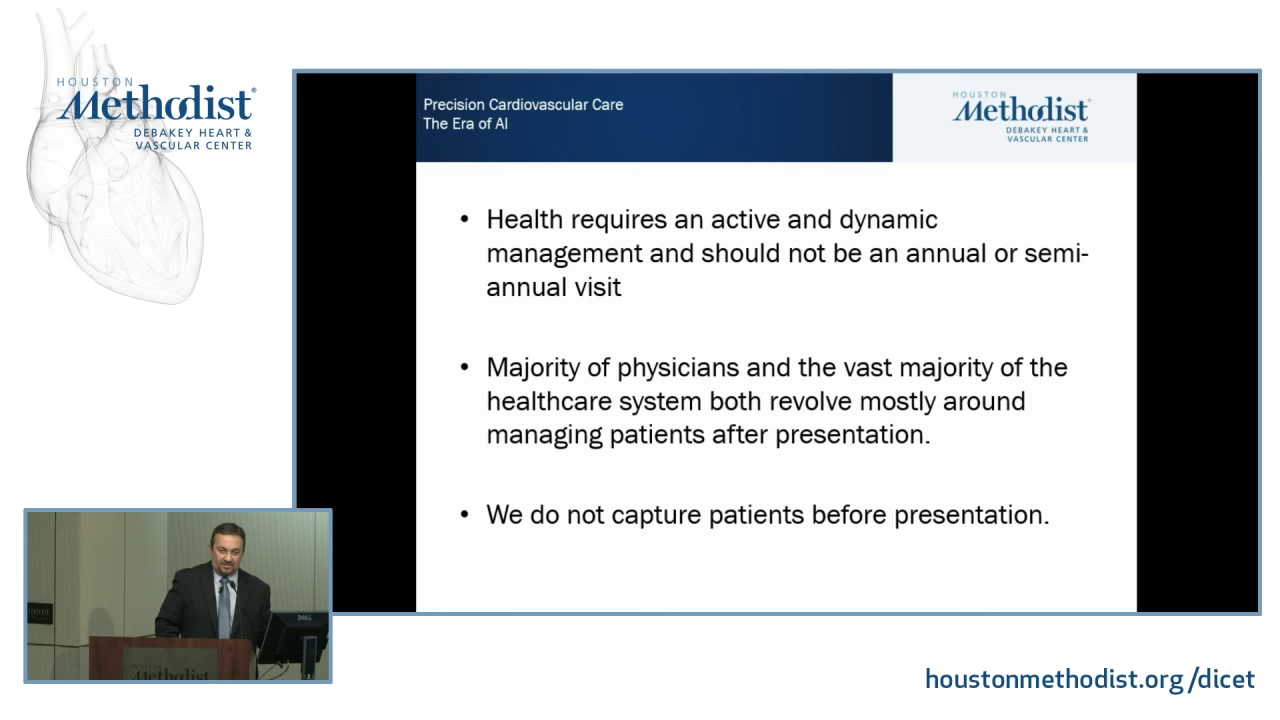 HOUSTON
Methodist®
DEBAKEY HEART &
VASCULAR CENTER
Precision Cardiovascular Care
The Era of AI
HOUSTON
Methodist®
DEBAKEY HEART &
VASCULAR CENTER
• Health requires an active and dynamic
management and should not be an annual or semi-
annual visit
• Majority of physicians and the vast majority of the
healthcare system both revolve mostly around
managing patients after presentation.
• We do not capture patients before presentation.
DELL
HOUSTON
Methodist
houstonmethodist.org/dicet